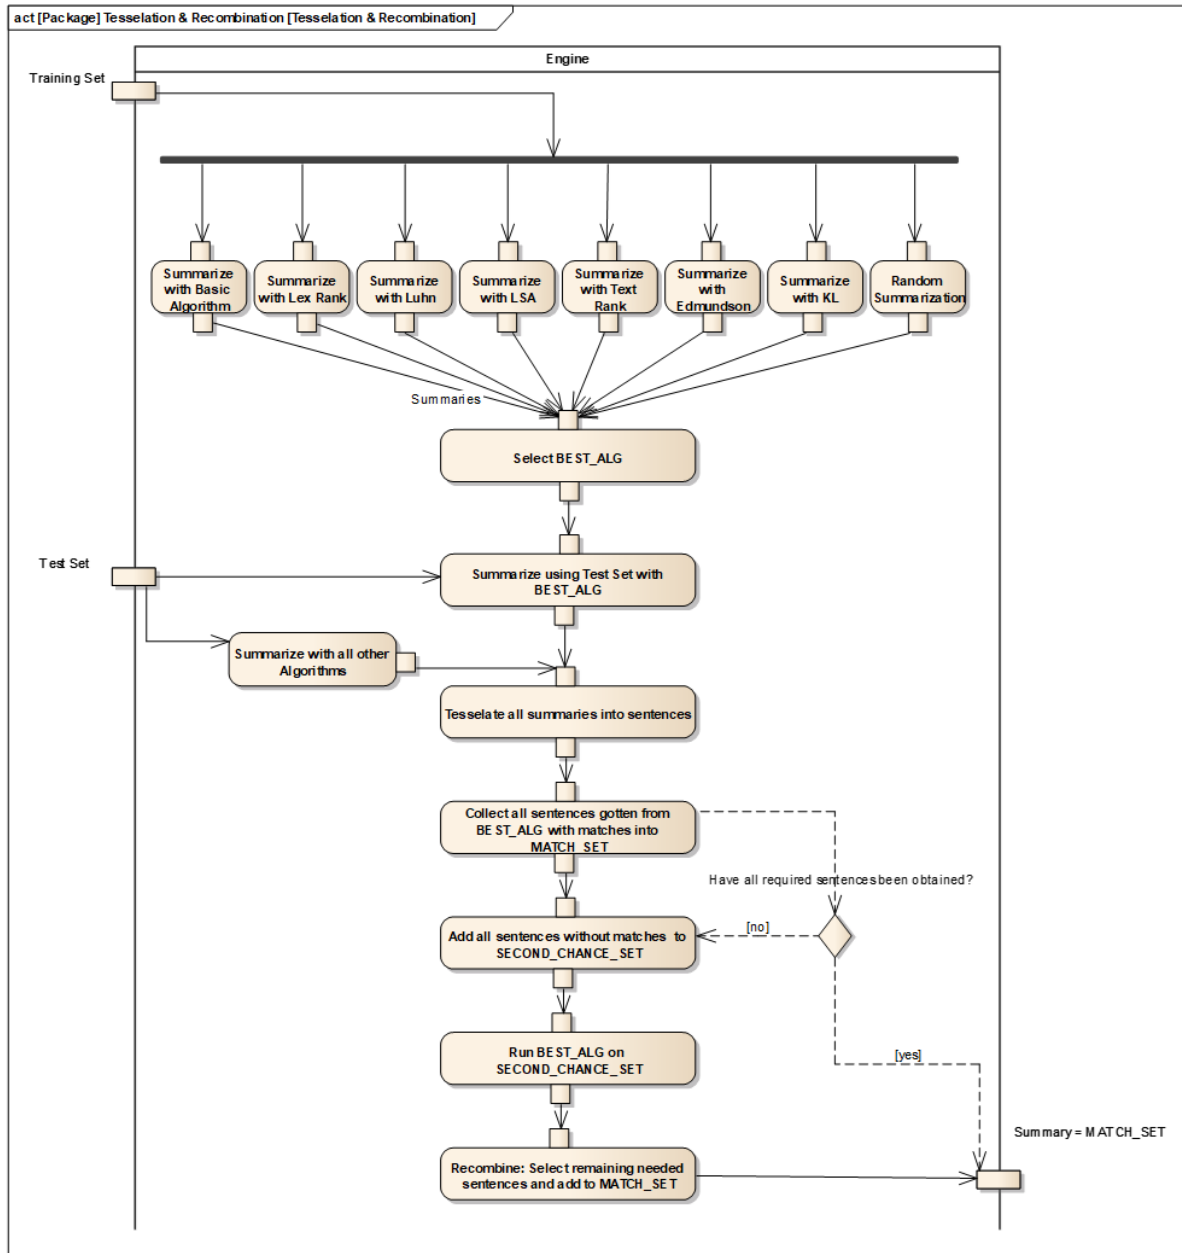 act [Package] Tesselation & Recombination [Tesselation & Recombination]
Engine
Training Set
Summarize
with Basic
Algorithm
Summarize
with Lex Rank
Summarize
with Luhn
Summarize
with LSA
Summarize
with Text
Rank
Summarize
with
Edmundson
Summarize
with KL
Random
Summarization
Summaries
Select BEST_ALG
Test Set
Summarize using Test Set with
BEST_ALG
Summarize with all other
Algorithms
Tesselate all summaries into sentences
Collect all sentences gotten from
BEST_ALG with matches into
MATCH_SET
Have all required sentences been obtained?
[no]
Add all sentences without matches to
SECOND_CHANCE_SET
Run BEST_ALG on
SECOND_CHANCE_SET
[yes]
Summary = MATCH_SET
Recombine: Select remaining needed
sentences and add to MATCH_SET